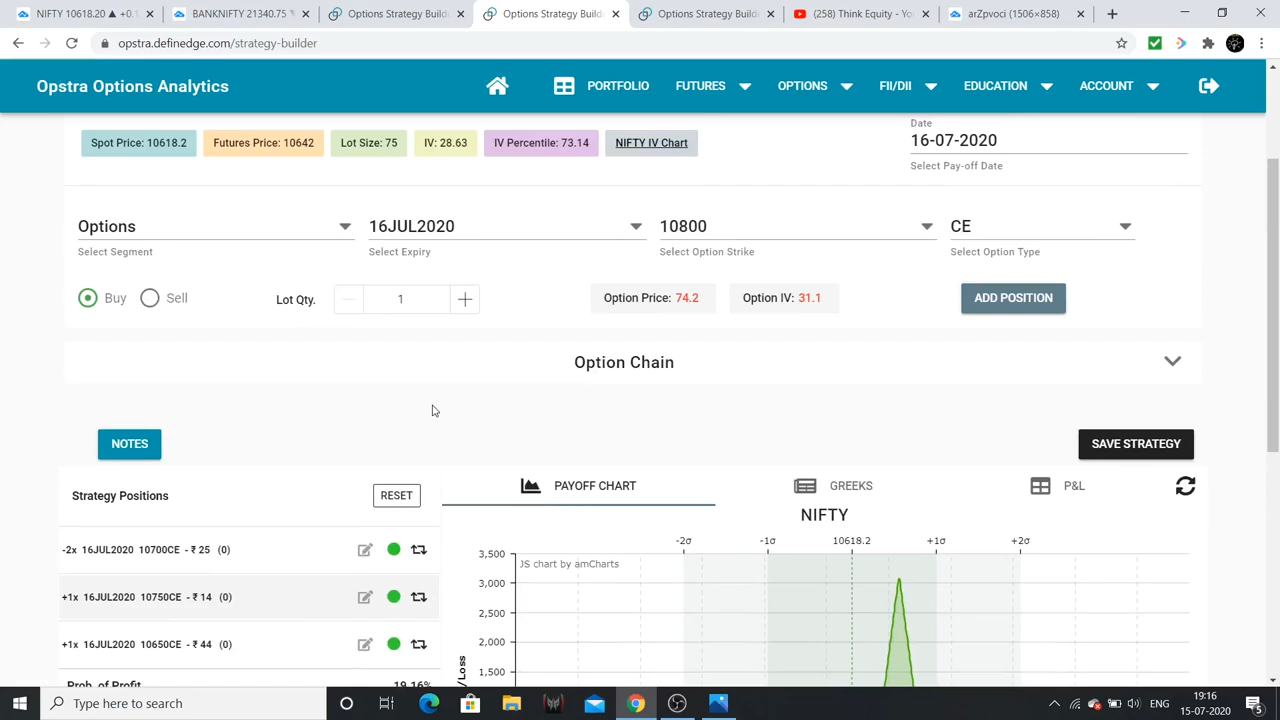 NIFTY 10618.20 ▲ +0.1
BANKNIFTY 21340.75
Options Strategy Build
Options Strategy Build
Options Strategy Build
(258) Think Equity - Yo
arZpvoci (1506×858)
opstra.definedge.com/strategy-builder
Opstra Options Analytics
PORTFOLIO
FUTURES
OPTIONS
FII/DII
EDUCATION
ACCOUNT
Spot Price: 10618.2
Futures Price: 10642
Lot Size: 75
IV: 28.63
IV Percentile: 73.14
NIFTY IV Chart
Date
16-07-2020
Select Pay-off Date
Options
16JUL2020
10800
CE
Select Segment
Select Expiry
Select Option Strike
Select Option Type
Buy
Sell
Lot Qty.
1
Option Price: 74.2
Option IV: 31.1
ADD POSITION
Option Chain
NOTES
SAVE STRATEGY
Strategy Positions
RESET
PAYOFF CHART
GREEKS
P&L
NIFTY
-2σ
-1σ
10618.2
+1σ
+2σ
JS chart by amCharts
3,500
3,000
2,500
2,000
1,500
/Loss
-2x 16JUL2020 10700CE - ₹ 25 (0)
+1x 16JUL2020 10750CE - ₹ 14 (0)
+1x 16JUL2020 10650CE - ₹ 44 (0)
Prob. of Profit
19.16%
Type here to search
ENG
19:16
15-07-2020
5